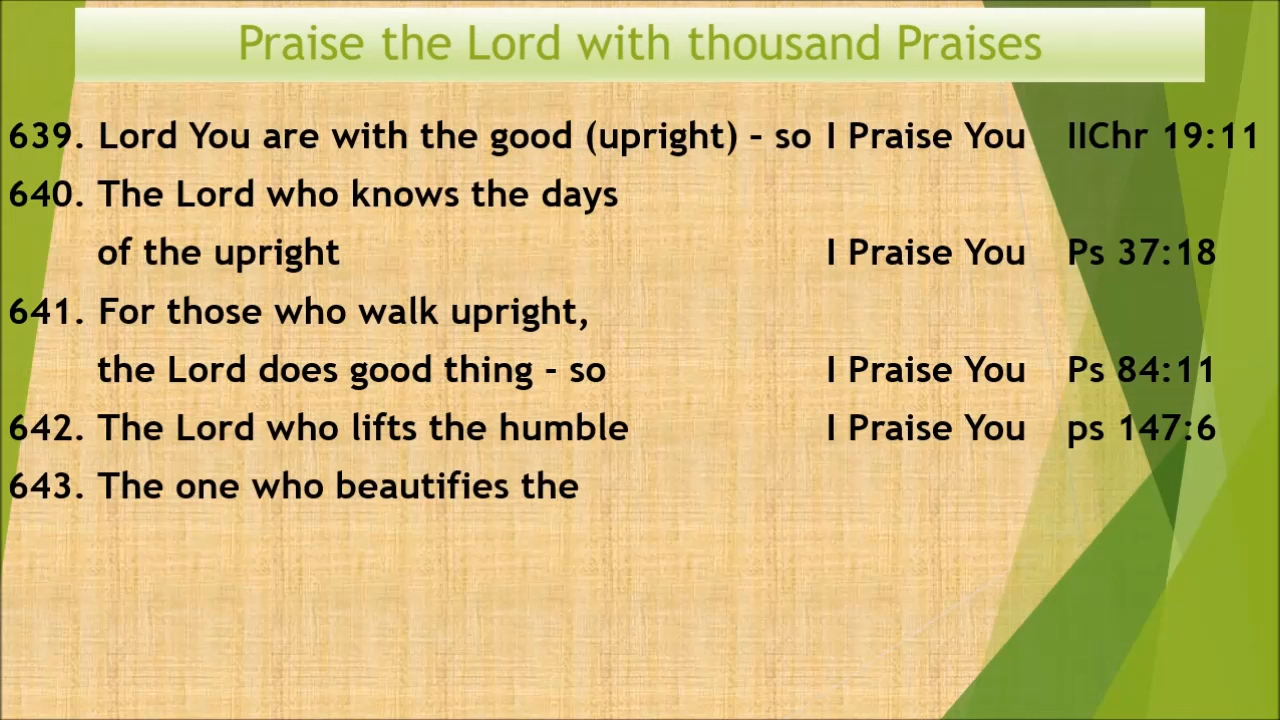 Praise the Lord with thousand Praises
639. Lord You are with the good (upright) – so I Praise You IIChr 19:11
640. The Lord who knows the days
of the upright I Praise You Ps 37:18
641. For those who walk upright,
the Lord does good thing - so I Praise You Ps 84:11
642. The Lord who lifts the humble I Praise You ps 147:6
643. The one who beautifies the